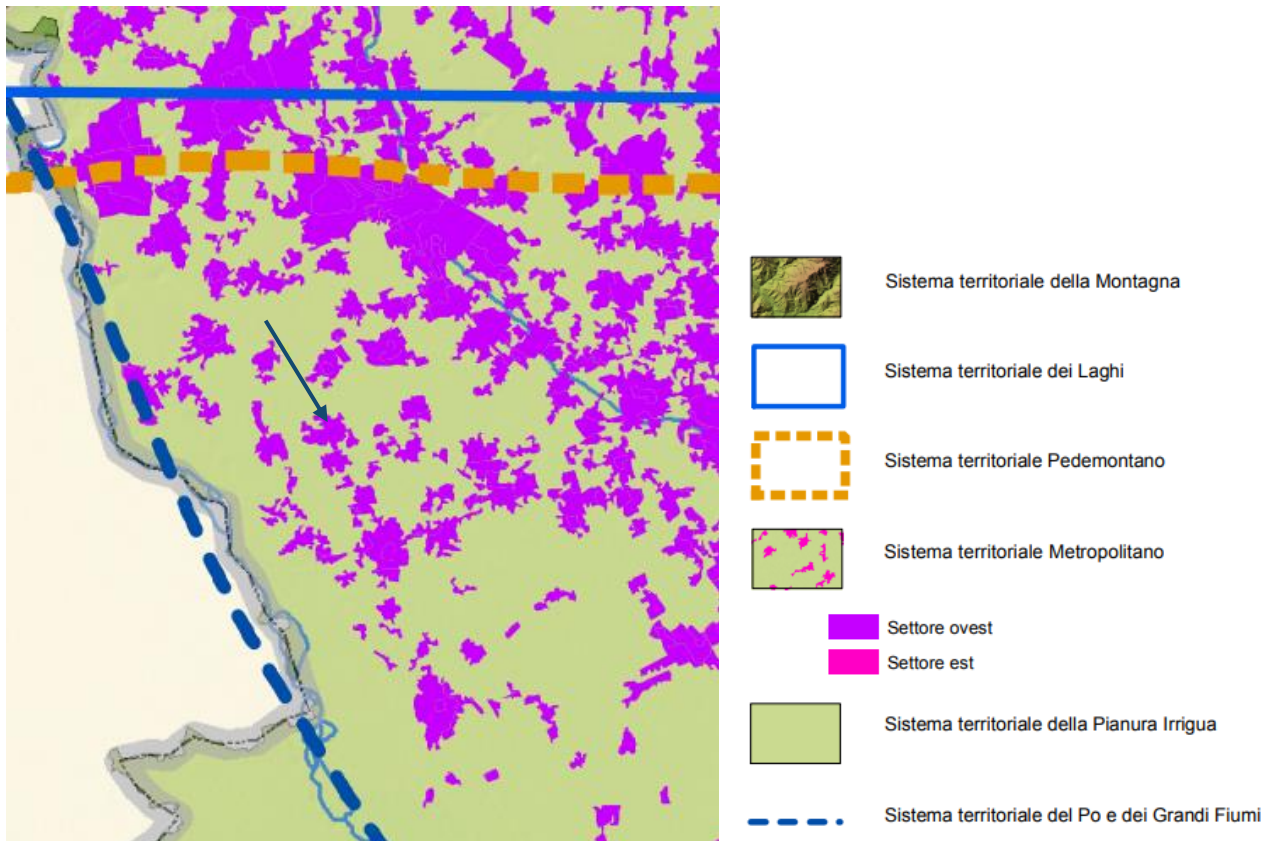 Sistema territoriale della Montagna
Sistema territoriale dei Laghi
Sistema territoriale Pedemontano
Sistema territoriale Metropolitano
Settore ovest
Settore est
Sistema territoriale della Pianura Irrigua
Sistema territoriale del Po e dei Grandi Fiumi